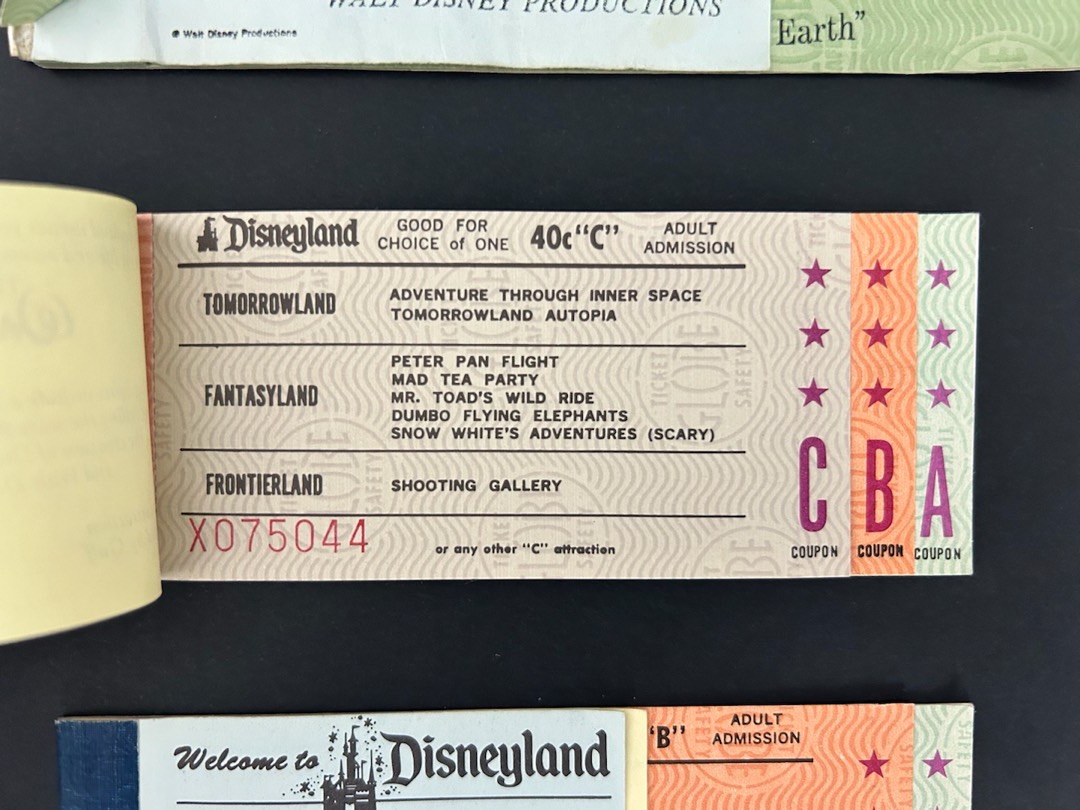 WALT DISNEY PRODUCTIONS
© Walt Disney Productions
Earth”
Disneyland
GOOD FOR
CHOICE of ONE
40c “C”
ADULT
ADMISSION
TOMORROWLAND
ADVENTURE THROUGH INNER SPACE
TOMORROWLAND AUTOPIA
FANTASYLAND
PETER PAN FLIGHT
MAD TEA PARTY
MR. TOAD'S WILD RIDE
DUMBO FLYING ELEPHANTS
SNOW WHITE'S ADVENTURES (SCARY)
FRONTIERLAND
SHOOTING GALLERY
X075044
or any other "C" attraction
C
COUPON
B
COUPON
A
COUPON
TICKET
GLOBE
SAFETY
Welcome to
Disneyland
"B"
ADULT
ADMISSION